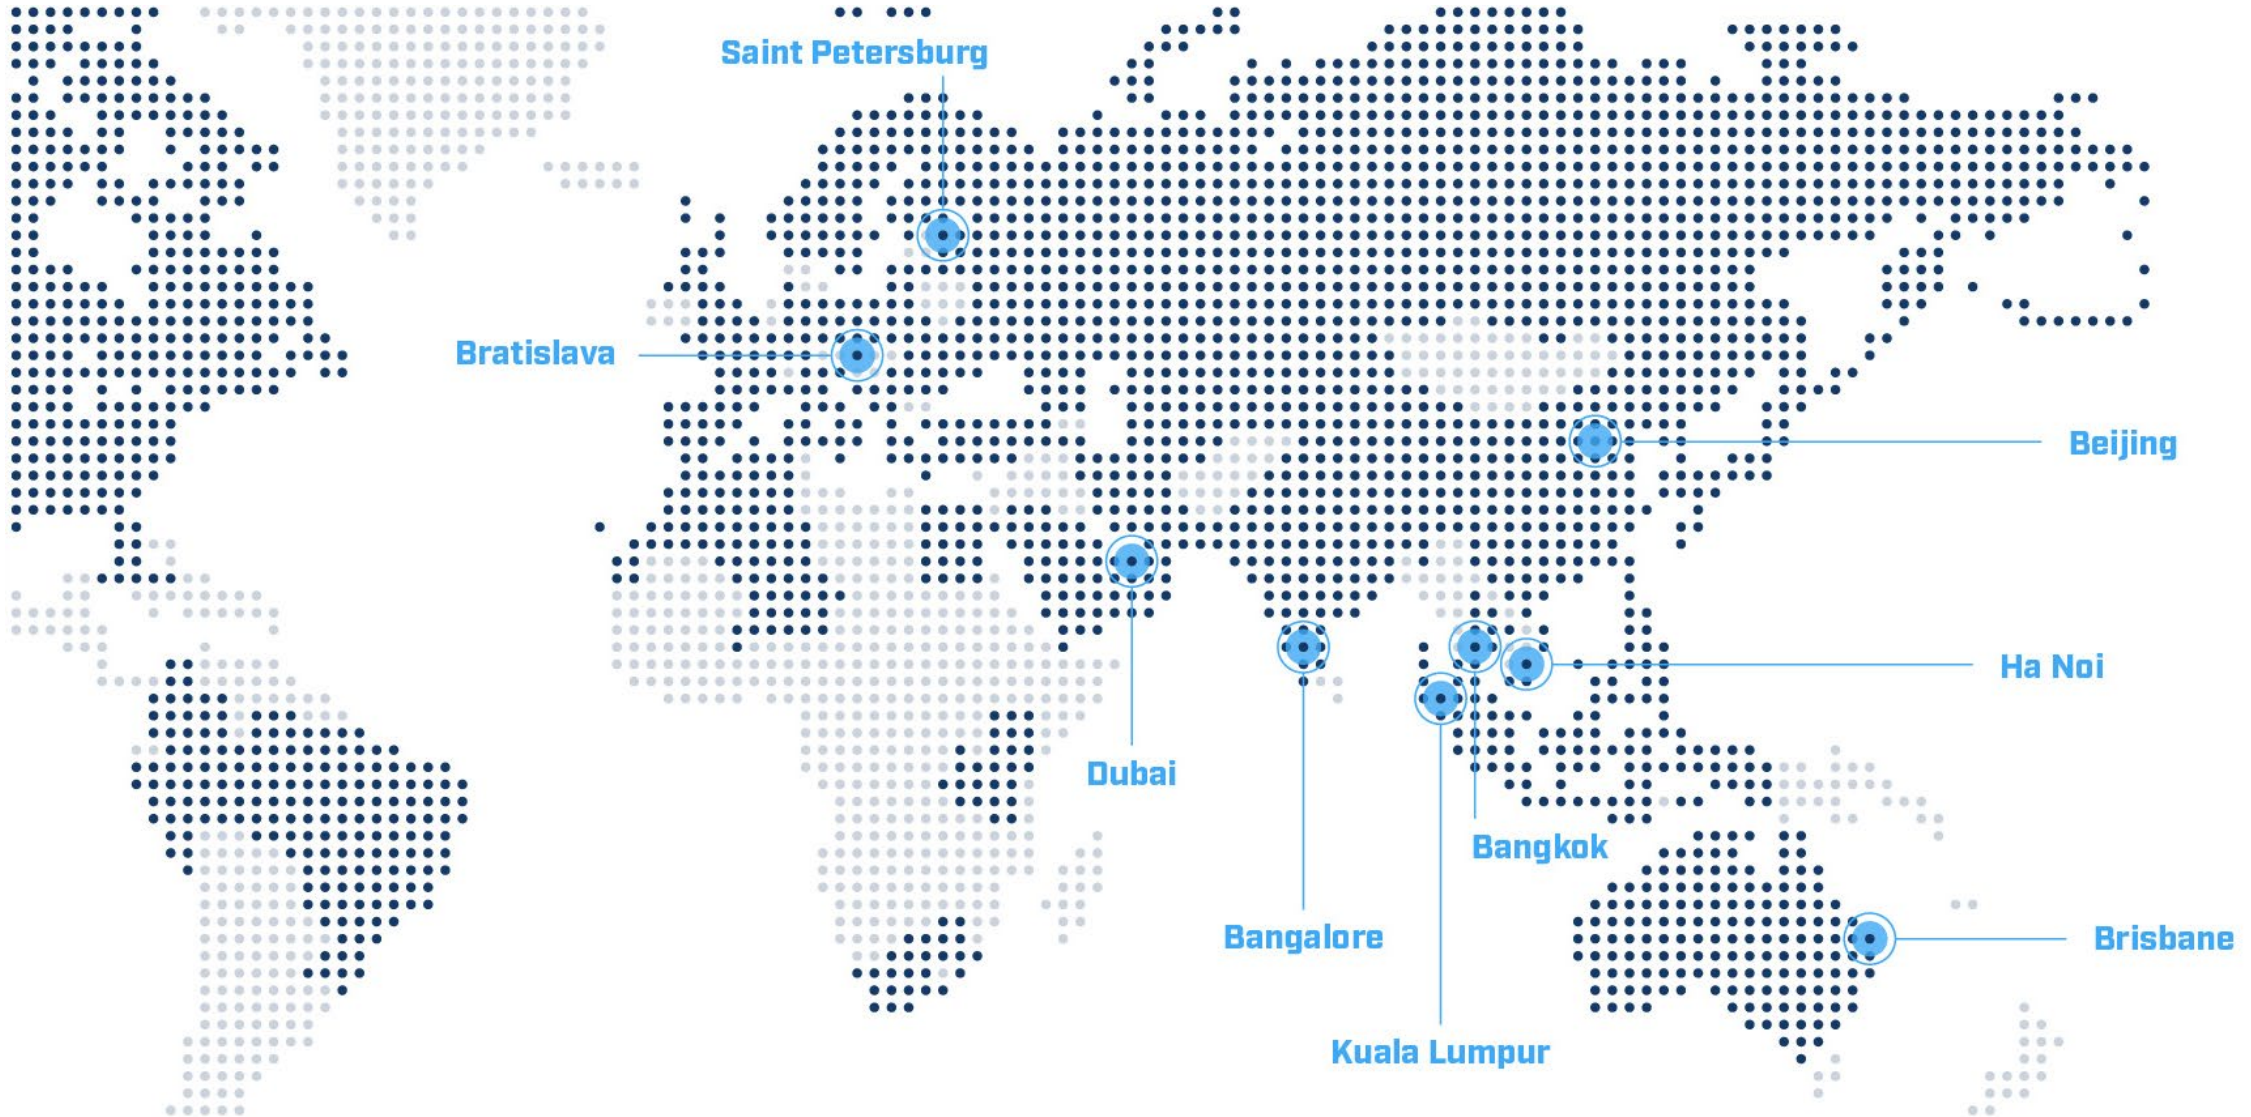 Saint Petersburg
Bratislava
Beijing
Ha Noi
Dubai
Bangkok
Bangalore
Brisbane
Kuala Lumpur